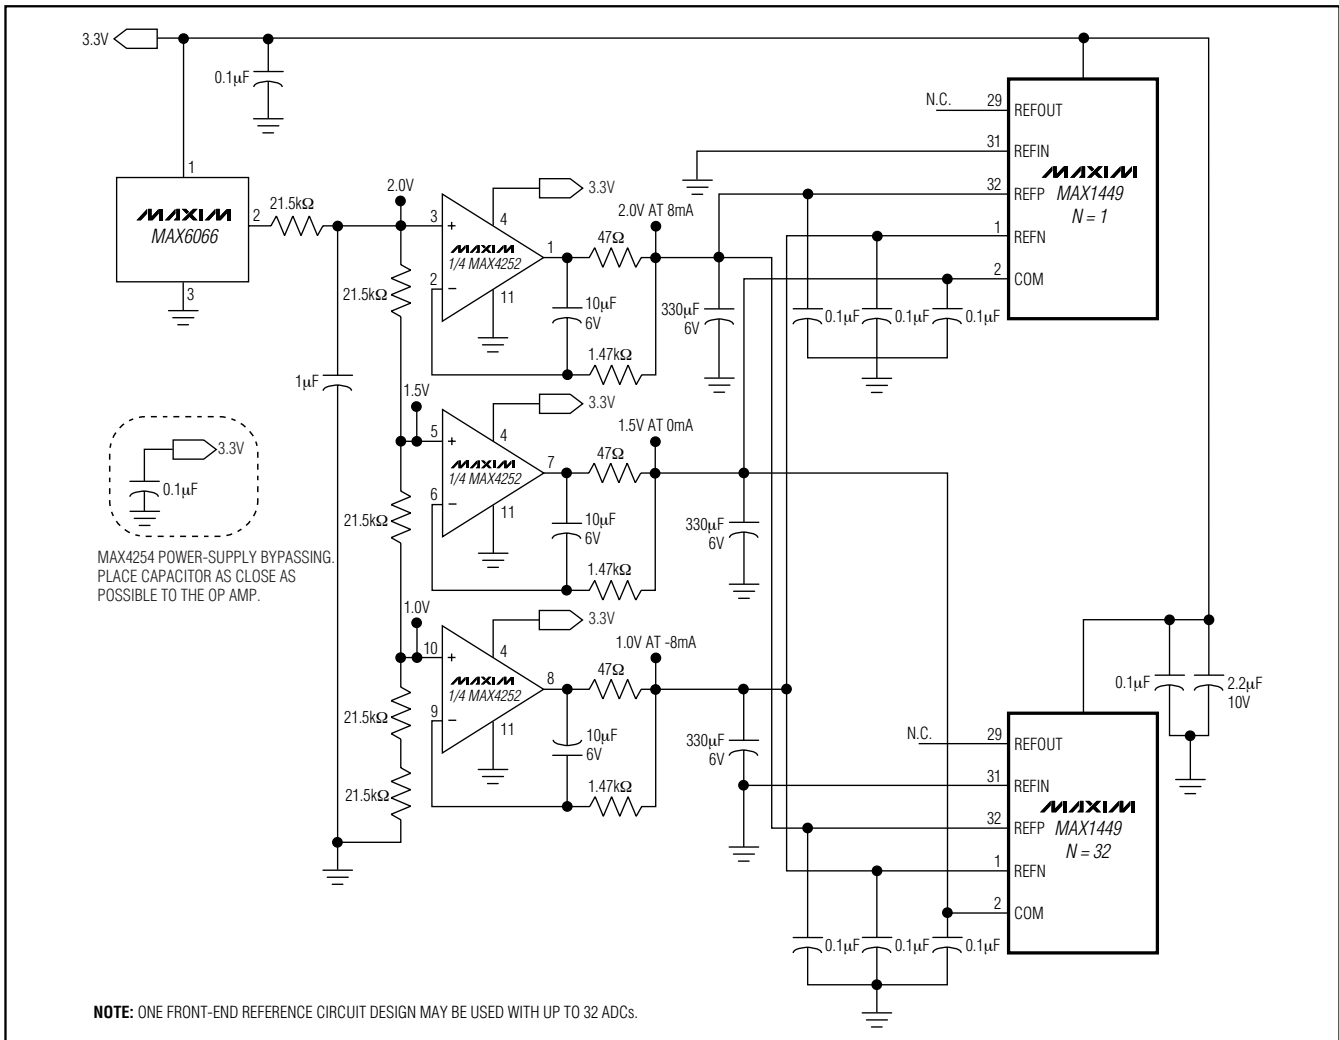 3.3V
0.1µF
N.C.
29
REFOUT
31
REFIN
MAXIM
MAX1449
N = 1
32
REFP
1
REFN
2
COM
1
MAXIM
MAX6066
2
3
21.5kΩ
2.0V
3
+
4
3.3V
MAXIM
1/4 MAX4252
2
−
11
1
47Ω
2.0V AT 8mA
21.5kΩ
10µF
6V
330µF
6V
0.1µF
0.1µF
0.1µF
1.47kΩ
1µF
1.5V
3.3V
5
+
4
MAXIM
1/4 MAX4252
6
−
11
7
47Ω
1.5V AT 0mA
3.3V
0.1µF
21.5kΩ
10µF
6V
330µF
6V
1.47kΩ
MAX4254 POWER-SUPPLY BYPASSING.
PLACE CAPACITOR AS CLOSE AS
POSSIBLE TO THE OP AMP.
1.0V
3.3V
10
+
4
MAXIM
1/4 MAX4252
9
−
11
8
47Ω
1.0V AT -8mA
21.5kΩ
10µF
6V
330µF
6V
1.47kΩ
21.5kΩ
0.1µF
2.2µF
10V
N.C.
29
REFOUT
31
REFIN
MAXIM
MAX1449
N = 32
32
REFP
1
REFN
2
COM
0.1µF
0.1µF
0.1µF
NOTE: ONE FRONT-END REFERENCE CIRCUIT DESIGN MAY BE USED WITH UP TO 32 ADCs.